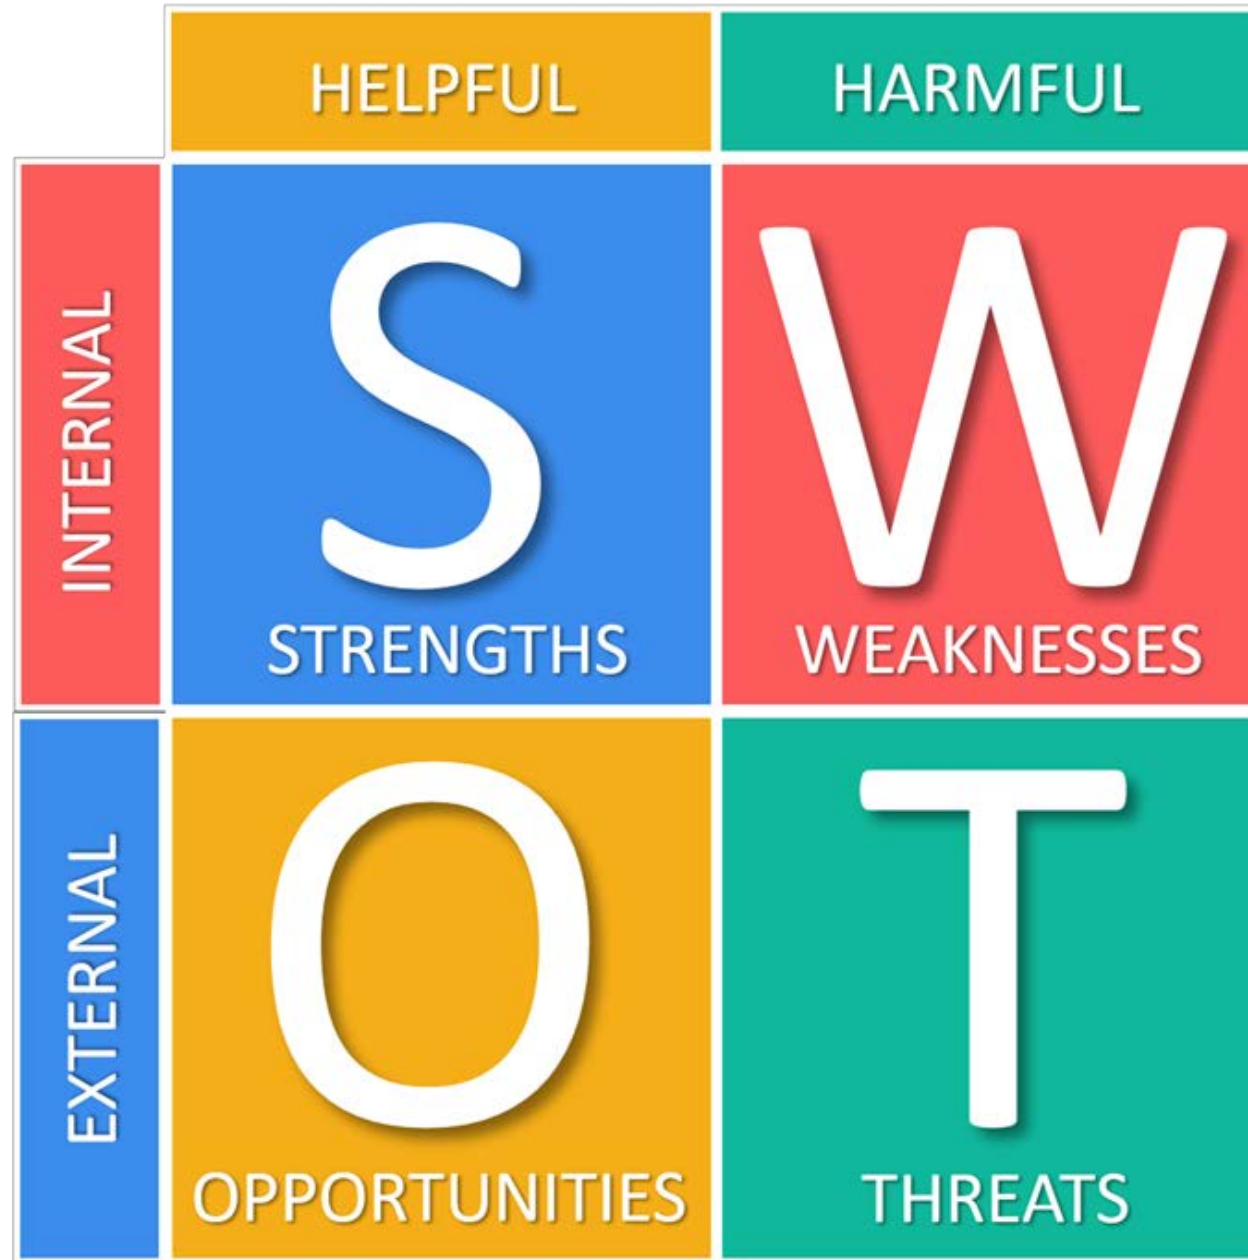 HELPFUL HARMFUL
INTERNAL
S W
STRENGTHS WEAKNESSES
EXTERNAL
O T
OPPORTUNITIES THREATS